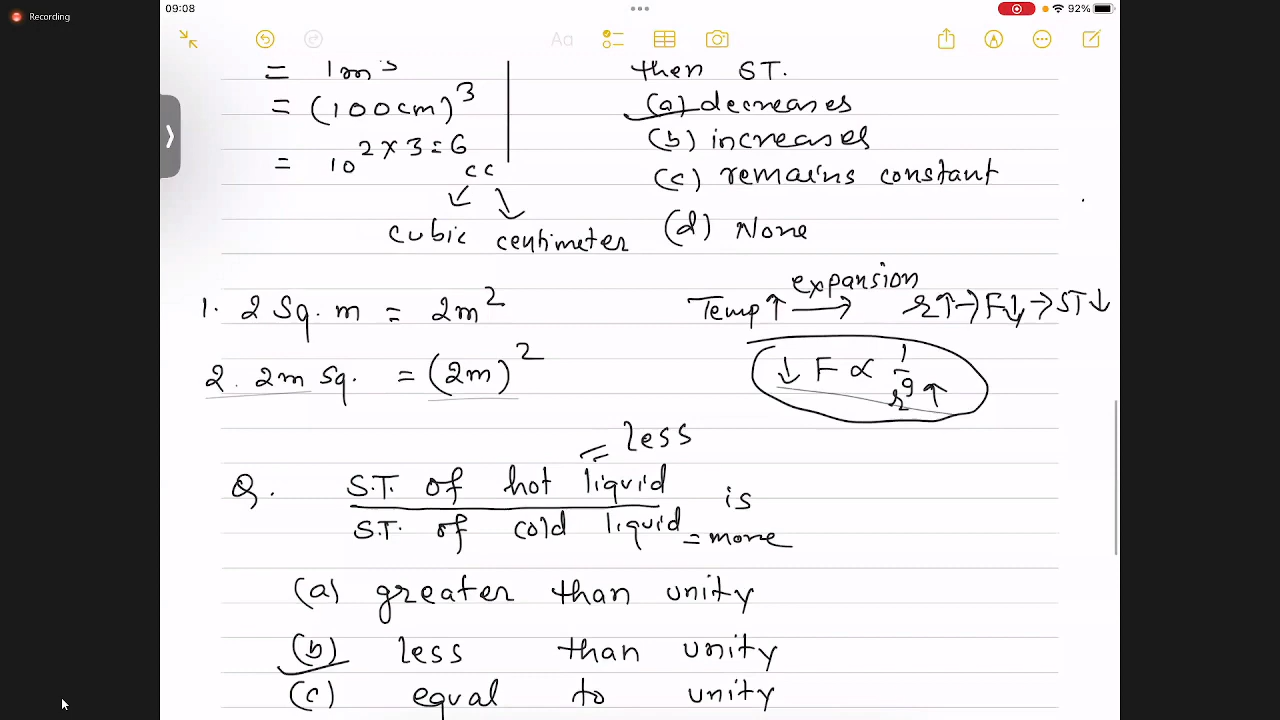 Recording
09:08
92%
Aa
= 1m³
= (100cm)³
= 10^2×3=6 cc
cubic centimeter
1. 2 Sq. m = 2m²
2. 2m Sq. = (2m)²
then ST.
(a) decreases
(b) increases
(c) remains constant
(d) None
expansion
Temp↑ → r↑→F↓→ST↓
↓ F ∝ 1/r⁹↑
= less
Q. S.T. of hot liquid
is
S.T. of cold liquid = more
(a) greater than unity
(b) less than unity
(c) equal to unity